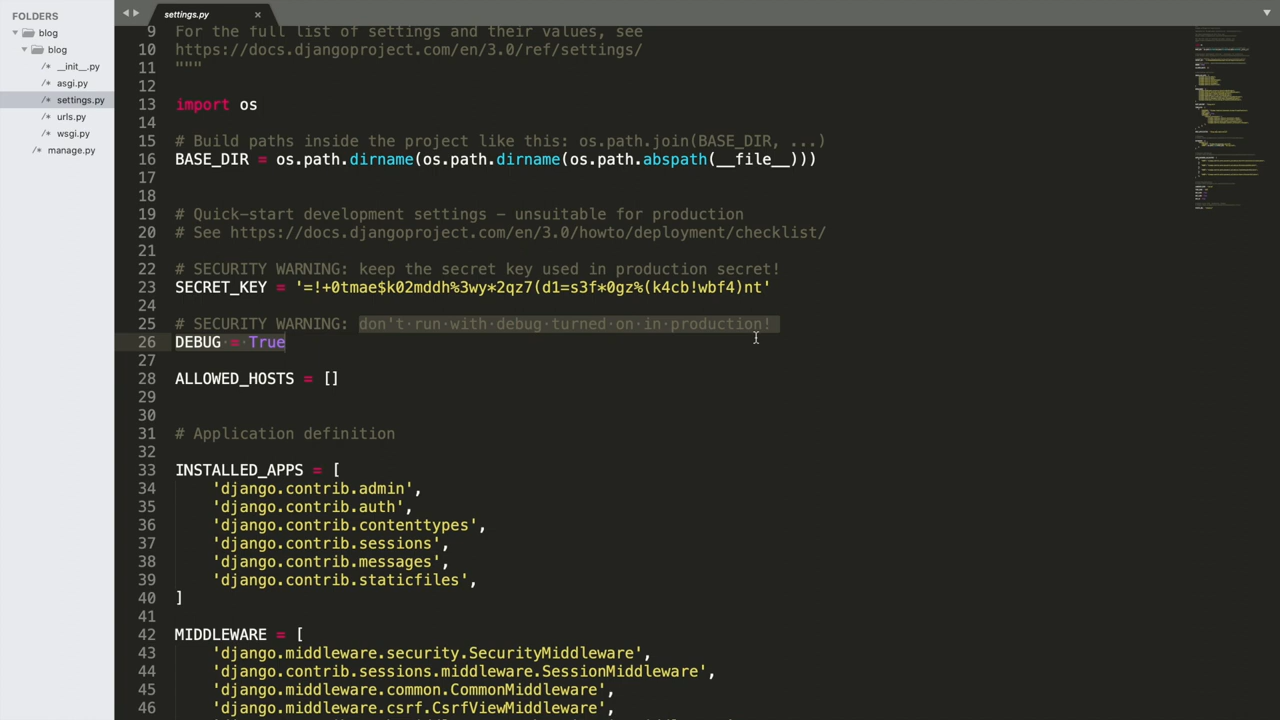 FOLDERS
blog
blog
/* __init__.py
/* asgi.py
/* settings.py
/* urls.py
/* wsgi.py
/* manage.py
settings.py
9 For the full list of settings and their values, see
10 https://docs.djangoproject.com/en/3.0/ref/settings/
11 """
12
13 import os
14
15 # Build paths inside the project like this: os.path.join(BASE_DIR, ...)
16 BASE_DIR = os.path.dirname(os.path.dirname(os.path.abspath(__file__)))
17
18
19 # Quick-start development settings - unsuitable for production
20 # See https://docs.djangoproject.com/en/3.0/howto/deployment/checklist/
21
22 # SECURITY WARNING: keep the secret key used in production secret!
23 SECRET_KEY = '=!+0tmae$k02mddh%3wy*2qz7(d1=s3f*0gz%(k4cb!wbf4)nt'
24
25 # SECURITY WARNING: don't run with debug turned on in production!
26 DEBUG = True
27
28 ALLOWED_HOSTS = []
29
30
31 # Application definition
32
33 INSTALLED_APPS = [
34 'django.contrib.admin',
35 'django.contrib.auth',
36 'django.contrib.contenttypes',
37 'django.contrib.sessions',
38 'django.contrib.messages',
39 'django.contrib.staticfiles',
40 ]
41
42 MIDDLEWARE = [
43 'django.middleware.security.SecurityMiddleware',
44 'django.contrib.sessions.middleware.SessionMiddleware',
45 'django.middleware.common.CommonMiddleware',
46 'django.middleware.csrf.CsrfViewMiddleware',